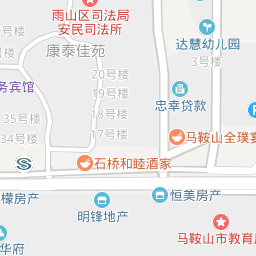 雨山区司法局
安民司法所
康泰佳苑
达慧幼儿园
3号楼
20号楼
19号楼
18号楼
17号楼
务宾馆
35号楼
34号楼
忠幸贷款
马鞍山全璞宴
石桥和睦酒家
檬房产
明锋地产
恒美房产
马鞍山市教育局
华府